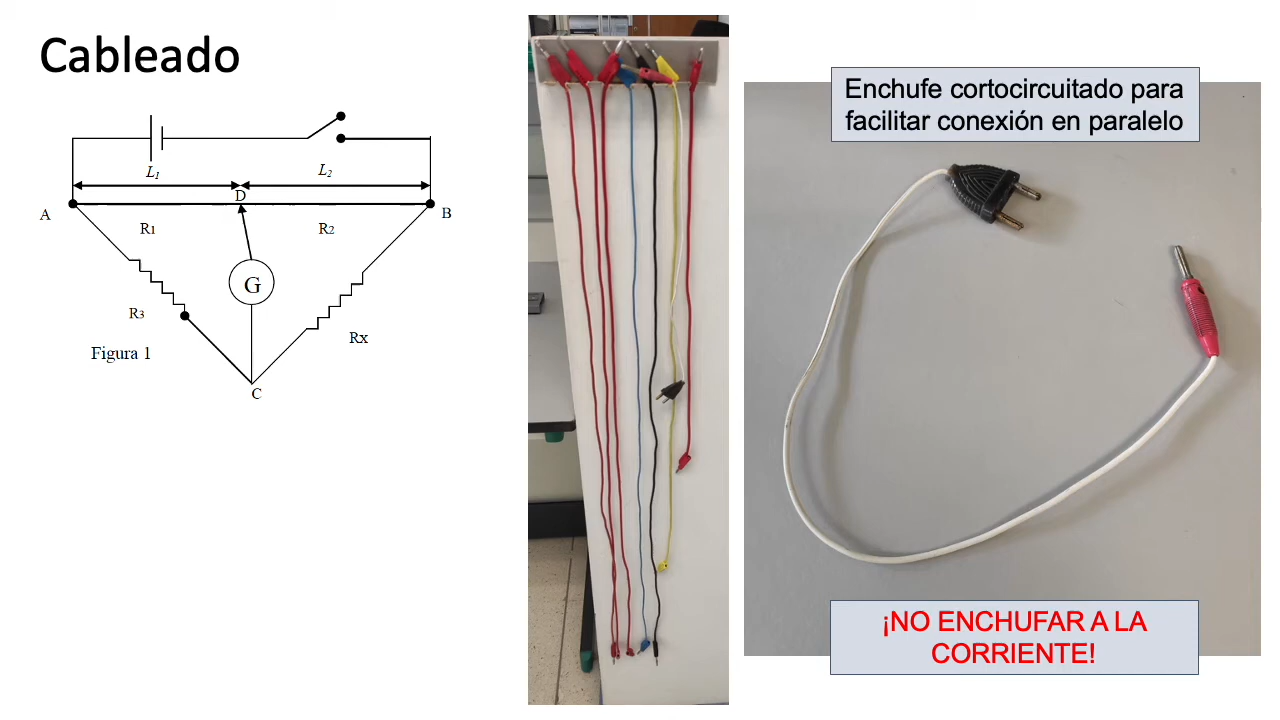 Cableado
L₁
L₂
D
A
B
R₁
R₂
G
R₃
Rx
Figura 1
C
Enchufe cortocircuitado para
facilitar conexión en paralelo
¡NO ENCHUFAR A LA
CORRIENTE!